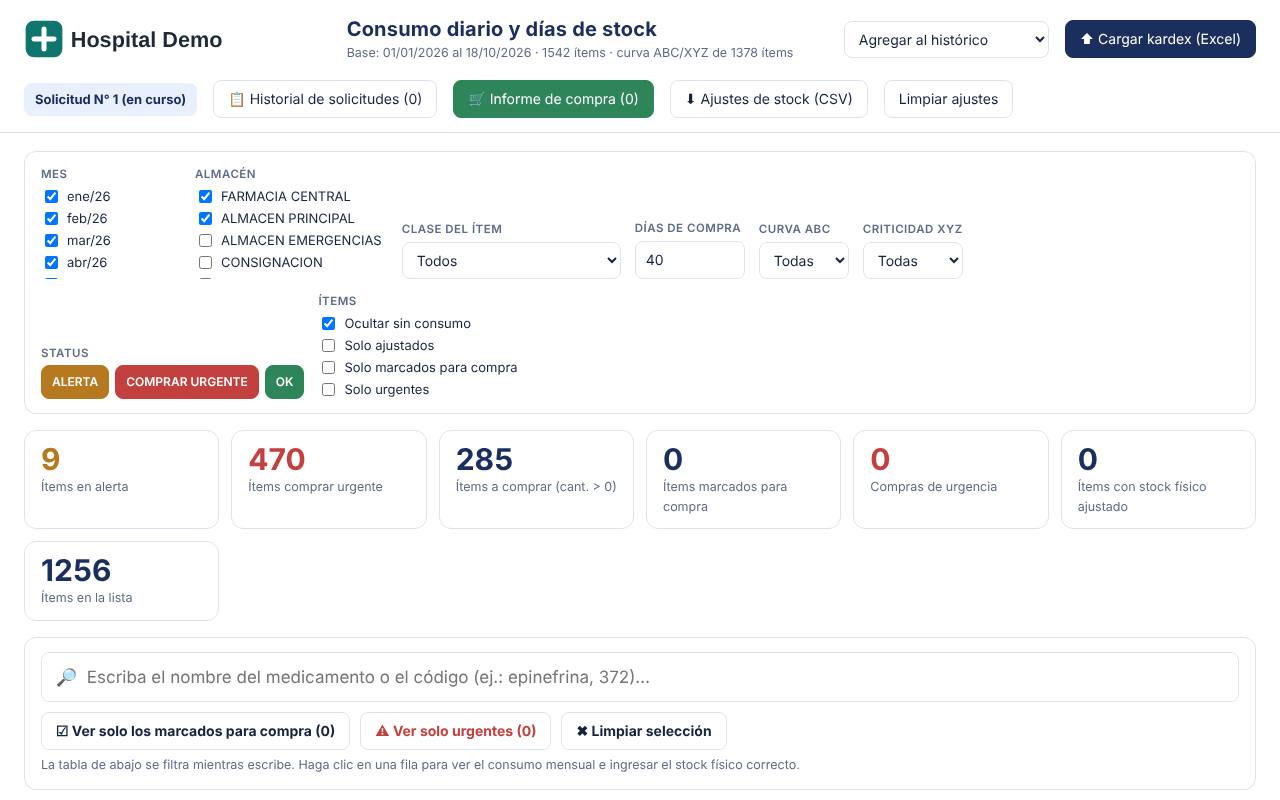 Hospital Demo
Consumo diario y días de stock
Base: 01/01/2026 al 18/10/2026 · 1542 ítems · curva ABC/XYZ de 1378 ítems
Agregar al histórico
⬆ Cargar kardex (Excel)
Solicitud N° 1 (en curso)
📋 Historial de solicitudes (0)
🛒 Informe de compra (0)
⬇ Ajustes de stock (CSV)
Limpiar ajustes
MES
ene/26
feb/26
mar/26
abr/26
ALMACÉN
FARMACIA CENTRAL
ALMACEN PRINCIPAL
ALMACEN EMERGENCIAS
CONSIGNACION
CLASE DEL ÍTEM
Todos
DÍAS DE COMPRA
40
CURVA ABC
Todas
CRITICIDAD XYZ
Todas
STATUS
ALERTA
COMPRAR URGENTE
OK
ÍTEMS
Ocultar sin consumo
Solo ajustados
Solo marcados para compra
Solo urgentes
9
Ítems en alerta
470
Ítems comprar urgente
285
Ítems a comprar (cant. > 0)
0
Ítems marcados para
compra
0
Compras de urgencia
0
Ítems con stock físico
ajustado
1256
Ítems en la lista
🔎 Escriba el nombre del medicamento o el código (ej.: epinefrina, 372)...
☑ Ver solo los marcados para compra (0)
⚠ Ver solo urgentes (0)
✖ Limpiar selección
La tabla de abajo se filtra mientras escribe. Haga clic en una fila para ver el consumo mensual e ingresar el stock físico correcto.